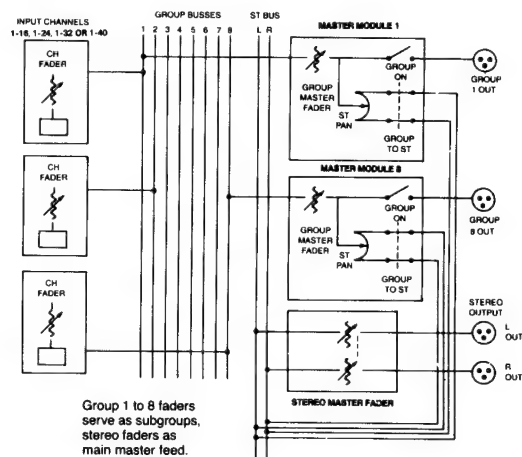 INPUT CHANNELS
1-16, 1-24, 1-32 OR 1-40
GROUP BUSSES
1 2 3 4 5 6 7 8
ST BUS
L R
MASTER MODULE 1
CH
FADER
GROUP
MASTER
FADER
GROUP
ON
ST
PAN
GROUP
TO ST
GROUP
1 OUT
CH
FADER
MASTER MODULE 8
GROUP
MASTER
FADER
GROUP
ON
ST
PAN
GROUP
TO ST
GROUP
8 OUT
CH
FADER
STEREO
OUTPUT
L
OUT
R
OUT
STEREO MASTER FADER
Group 1 to 8 faders
serve as subgroups,
stereo faders as
main master feed.